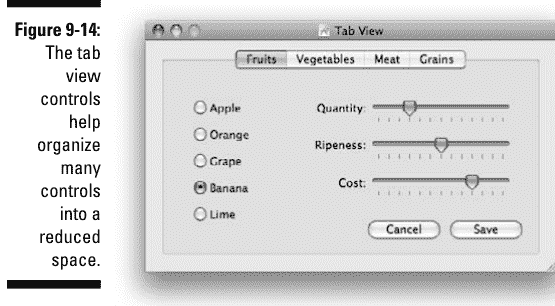 Figure 9-14:
The tab
view
controls
help
organize
many
controls
into a
reduced
space.
Tab View
Fruits Vegetables Meat Grains
Apple
Orange
Grape
Banana
Lime
Quantity:
Ripeness:
Cost:
Cancel Save